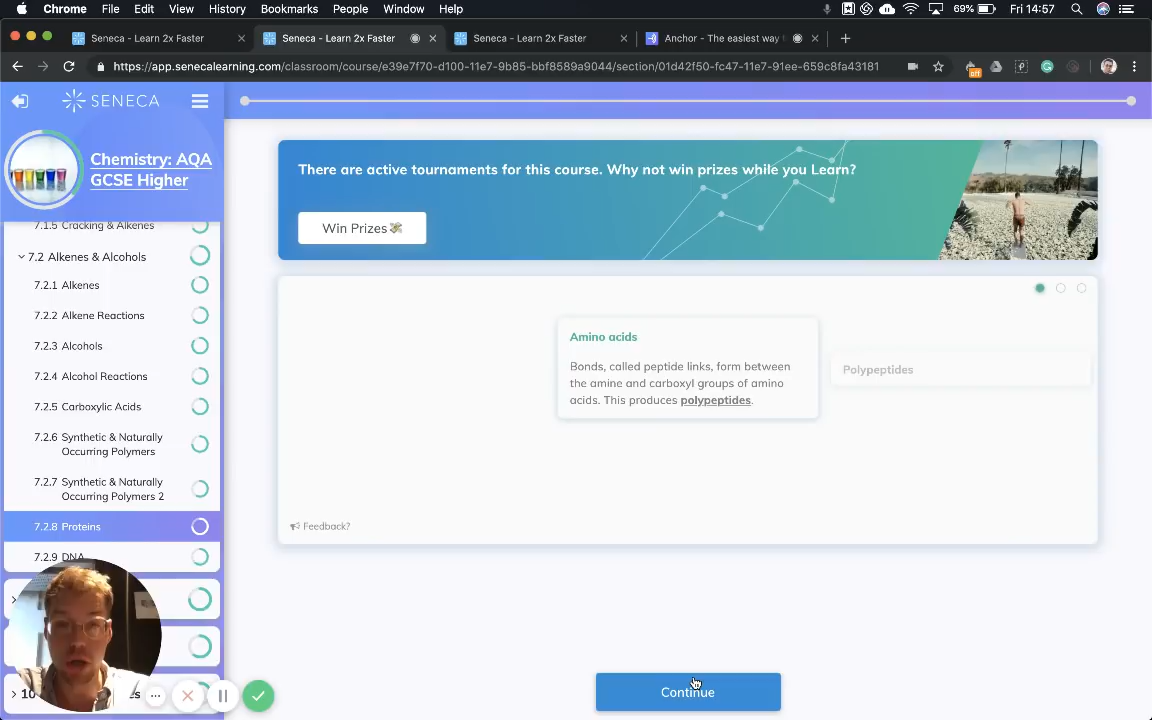 Chrome File Edit View History Bookmarks People Window Help 69% Fri 14:57
Seneca - Learn 2x Faster
Seneca - Learn 2x Faster
Seneca - Learn 2x Faster
Anchor - The easiest way
https://app.senecalearning.com/classroom/course/e39e7f70-d100-11e7-9b85-bbf8589a9044/section/01d42f50-fc47-11e7-91ee-659c8fa43181
off
SENECA
Chemistry: AQA
GCSE Higher
7.1.5 Cracking & Alkenes
7.2 Alkenes & Alcohols
7.2.1 Alkenes
7.2.2 Alkene Reactions
7.2.3 Alcohols
7.2.4 Alcohol Reactions
7.2.5 Carboxylic Acids
7.2.6 Synthetic & Naturally
Occurring Polymers
7.2.7 Synthetic & Naturally
Occurring Polymers 2
7.2.8 Proteins
7.2.9 DNA
10
es
There are active tournaments for this course. Why not win prizes while you Learn?
Win Prizes
Amino acids
Bonds, called peptide links, form between
the amine and carboxyl groups of amino
acids. This produces polypeptides.
Polypeptides
Feedback?
Continue